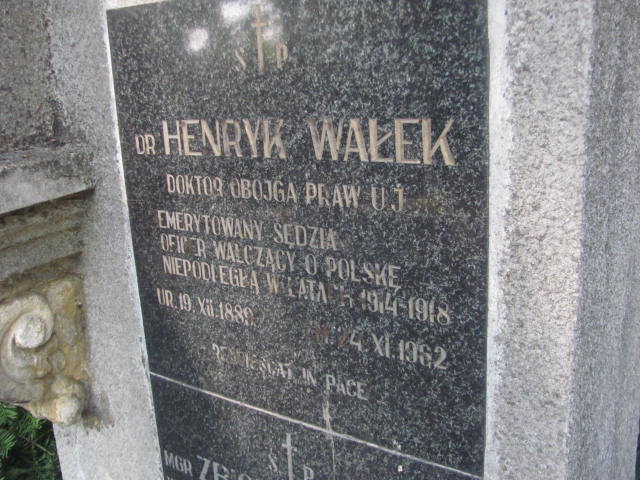 Ś P
DR HENRYK WAŁEK
DOKTOR OBOJGA PRAW U.J.
EMERYTOWANY SĘDZIA
OFICER WALCZĄCY O POLSKĘ
NIEPODLEGŁĄ W LATACH 1914-1918
UR. 19. XII. 1889. ZM. 24. XI. 1962
REQUIESCAT IN PACE
Ś P
MGR